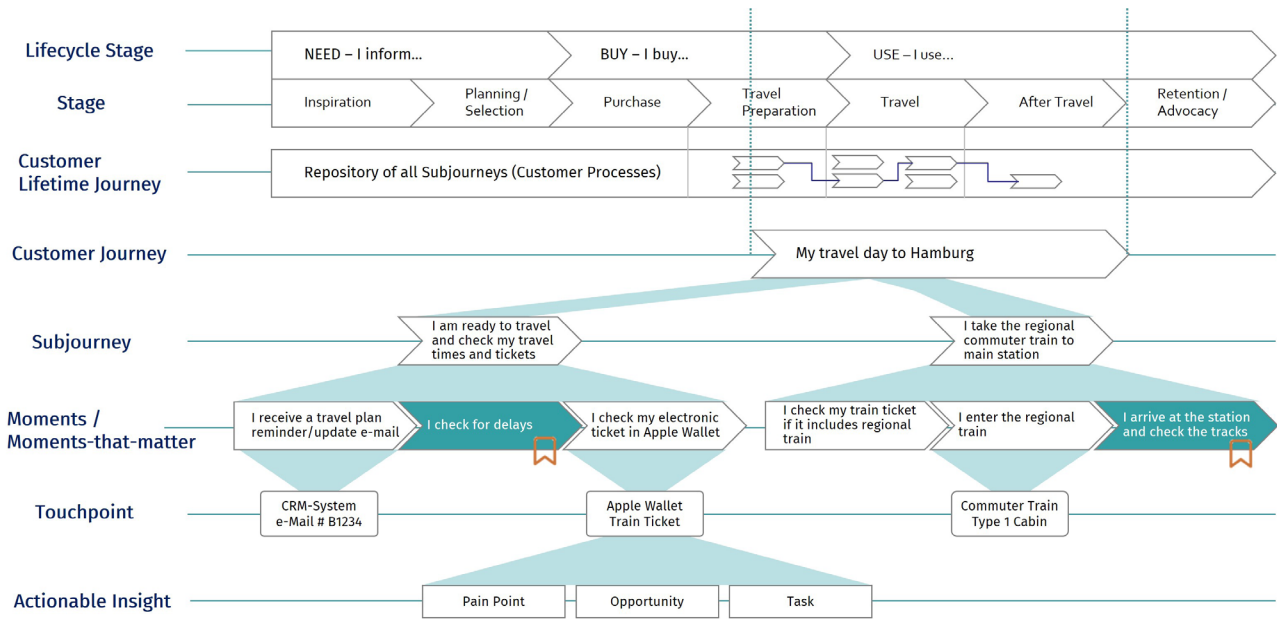 Lifecycle Stage
NEED – I inform...
BUY – I buy...
USE – I use...
Stage
Inspiration
Planning /
Selection
Purchase
Travel
Preparation
Travel
After Travel
Retention /
Advocacy
Customer
Lifetime Journey
Repository of all Subjourneys (Customer Processes)
Customer Journey
My travel day to Hamburg
Subjourney
I am ready to travel
and check my travel
times and tickets
I take the regional
commuter train to
main station
Moments /
Moments-that-matter
I receive a travel plan
reminder/update e-mail
I check for delays
I check my electronic
ticket in Apple Wallet
I check my train ticket
if it includes regional
train
I enter the regional
train
I arrive at the station
and check the tracks
Touchpoint
CRM-System
e-Mail # B1234
Apple Wallet
Train Ticket
Commuter Train
Type 1 Cabin
Actionable Insight
Pain Point
Opportunity
Task